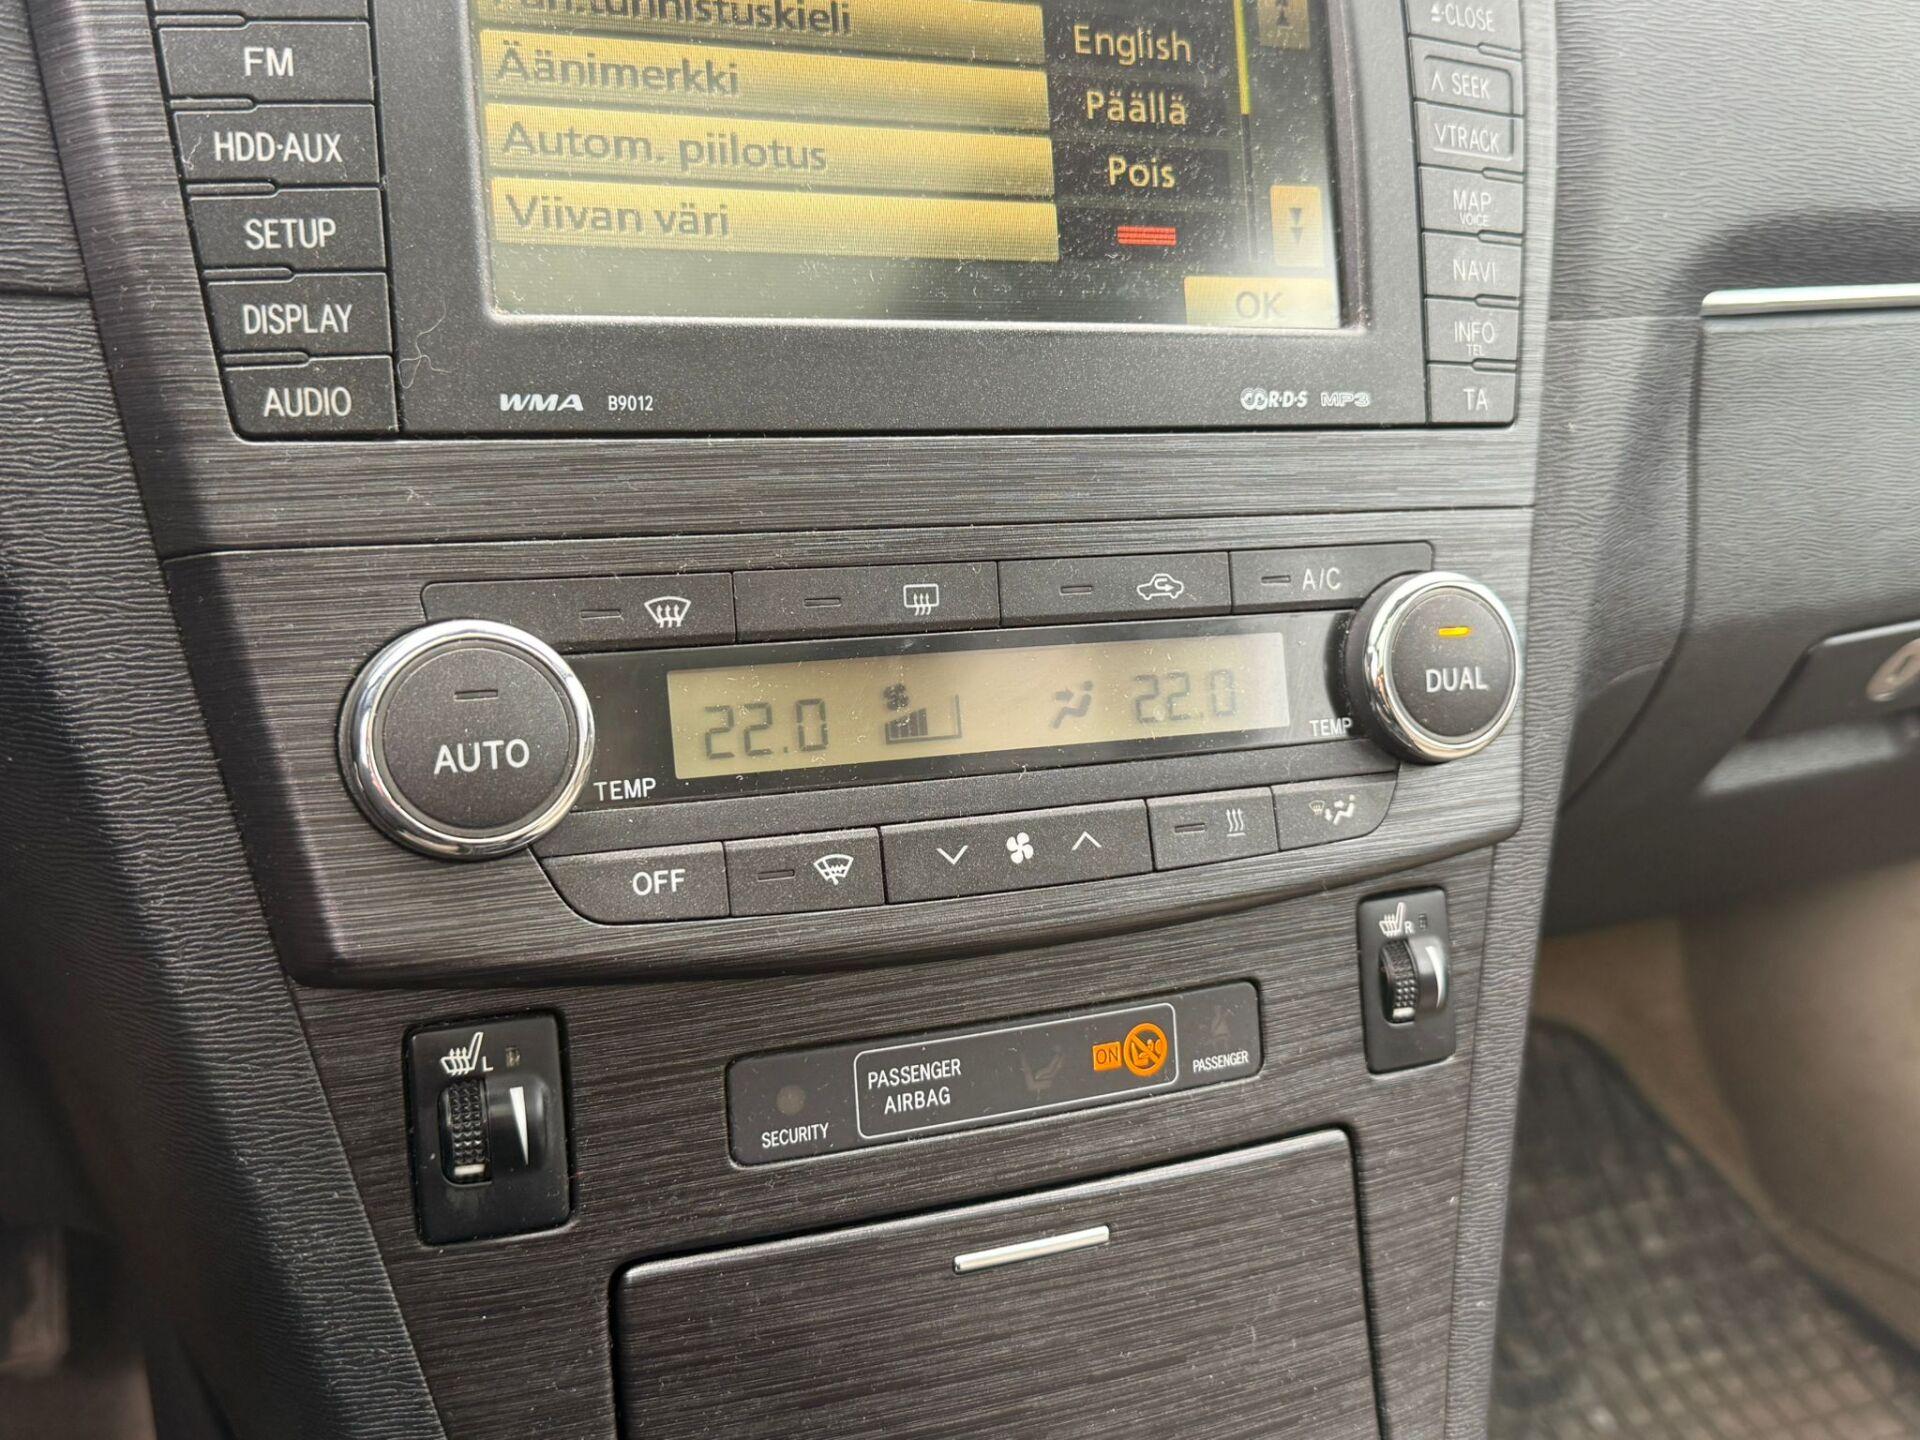 FM
HDD·AUX
SETUP
DISPLAY
AUDIO
English
Äänimerkki
Päällä
Autom. piilotus
Pois
Viivan väri
OK
CLOSE
∧ SEEK
∨ TRACK
MAP
VOICE
NAVI
INFO
TEL
TA
WMA B9012
R·D·S MP3
A/C
AUTO
TEMP
22.0
22.0
TEMP
DUAL
OFF
L
R
SECURITY
PASSENGER
AIRBAG
ON
PASSENGER